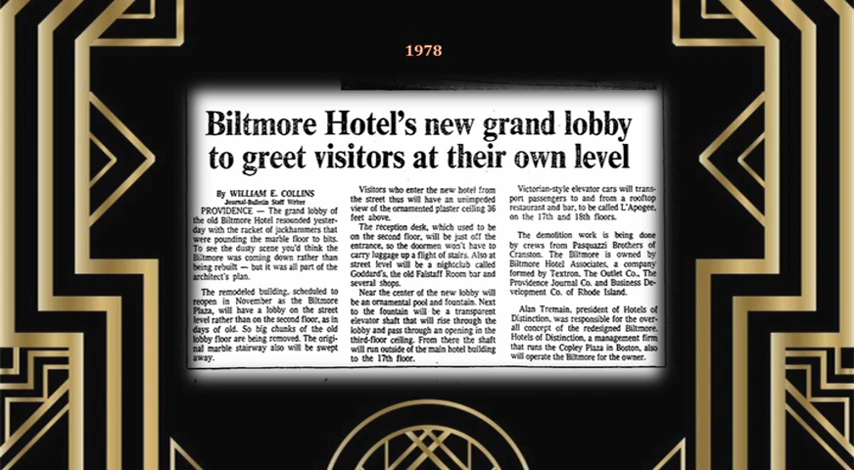 1978
Biltmore Hotel's new grand lobby
to greet visitors at their own level
By WILLIAM E. COLLINS
Journal-Bulletin Staff Writer
PROVIDENCE — The grand lobby of
the old Biltmore Hotel resounded yester-
day with the racket of jackhammers that
were pounding the marble floor to bits.
To see the dusty scene you'd think the
Biltmore was coming down rather than
being rebuilt — but it was all part of the
architect's plan.
The remodeled building, scheduled to
reopen in November as the Biltmore
Plaza, will have a lobby on the street
level rather than on the second floor, as in
days of old. So big chunks of the old
lobby floor are being removed. The origi-
nal marble stairway also will be swept
away.
Visitors who enter the new hotel from
the street thus will have an unimpeded
view of the ornamented plaster ceiling 36
feet above.
The reception desk, which used to be
on the second floor, will be just off the
entrance, so the doormen won't have to
carry luggage up a flight of stairs. Also at
street level will be a nightclub called
Goddard's, the old Falstaff Room bar and
several shops.
Near the center of the new lobby will
be an ornamental pool and fountain. Next
to the fountain will be a transparent
elevator shaft that will rise through the
lobby and pass through an opening in the
third-floor ceiling. From there the shaft
will run outside of the main hotel building
to the 17th floor.
Victorian-style elevator cars will trans-
port passengers to and from a rooftop
restaurant and bar, to be called L'Apogee,
on the 17th and 18th floors.
The demolition work is being done
by crews from Pasquazzi Brothers of
Cranston. The Biltmore is owned by
Biltmore Hotel Associates, a company
formed by Textron, The Outlet Co., The
Providence Journal Co. and Business De-
velopment Co. of Rhode Island.
Alan Tremain, president of Hotels of
Distinction, was responsible for the over-
all concept of the redesigned Biltmore.
Hotels of Distinction, a management firm
that runs the Copley Plaza in Boston, also
will operate the Biltmore for the owner.